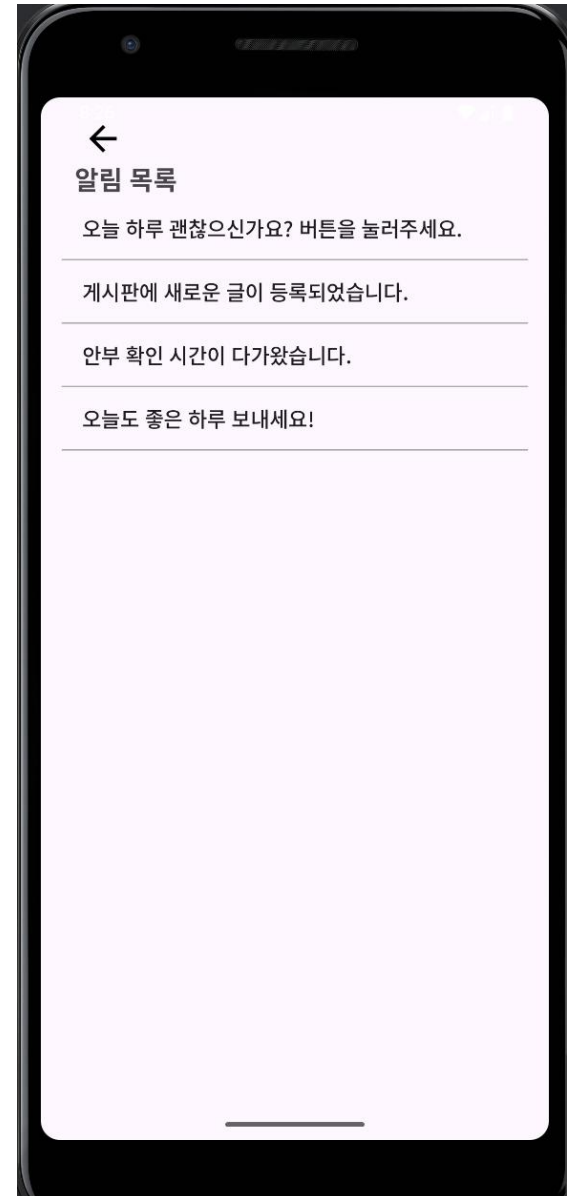 알림 목록
오늘 하루 괜찮으신가요? 버튼을 눌러주세요.
게시판에 새로운 글이 등록되었습니다.
안부 확인 시간이 다가왔습니다.
오늘도 좋은 하루 보내세요!